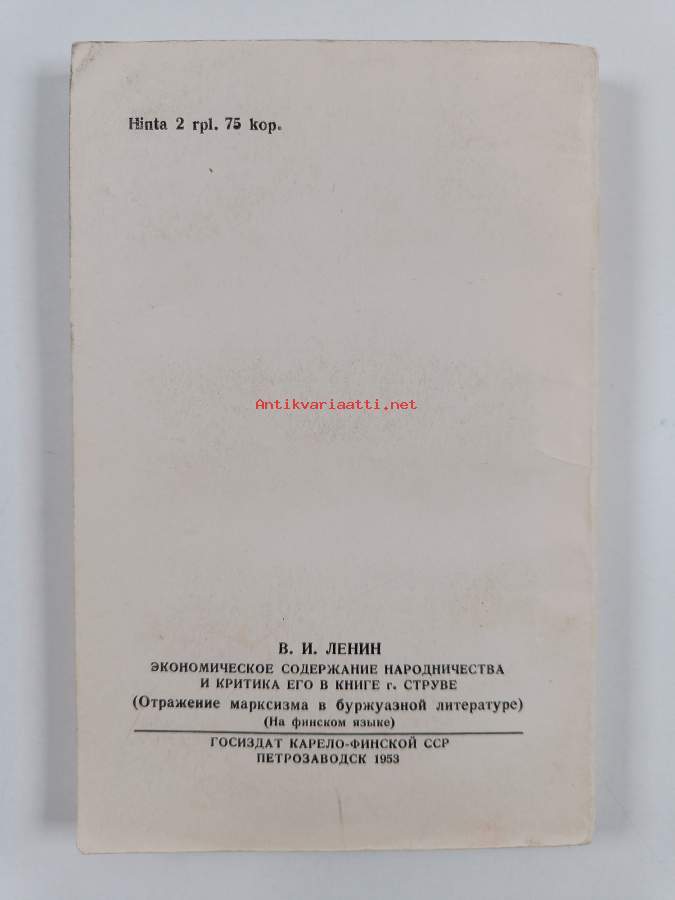 Hinta 2 rpl. 75 kop.
Antikvariaatti.net
В. И. ЛЕНИН
ЭКОНОМИЧЕСКОЕ СОДЕРЖАНИЕ НАРОДНИЧЕСТВА
И КРИТИКА ЕГО В КНИГЕ г. СТРУВЕ
(Отражение марксизма в буржуазной литературе)
(На финском языке)
ГОСИЗДАТ КАРЕЛО-ФИНСКОЙ ССР
ПЕТРОЗАВОДСК 1953